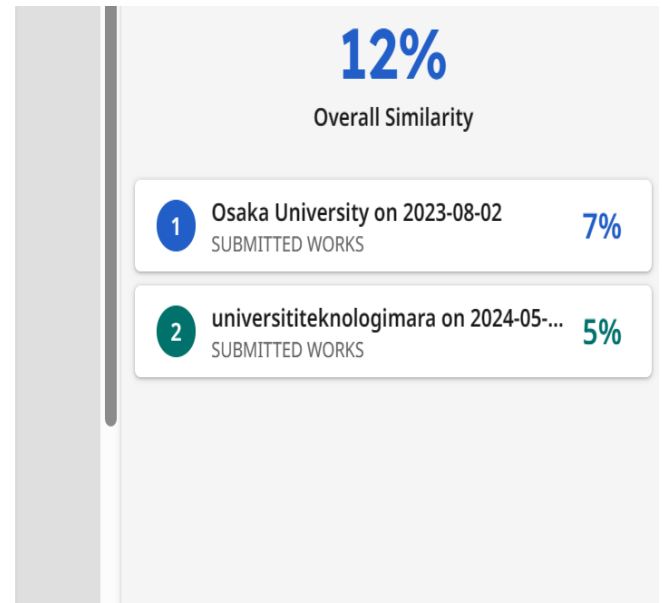 12%
Overall Similarity
1
Osaka University on 2023-08-02
SUBMITTED WORKS
7%
2
universititeknologimara on 2024-05-...
SUBMITTED WORKS
5%